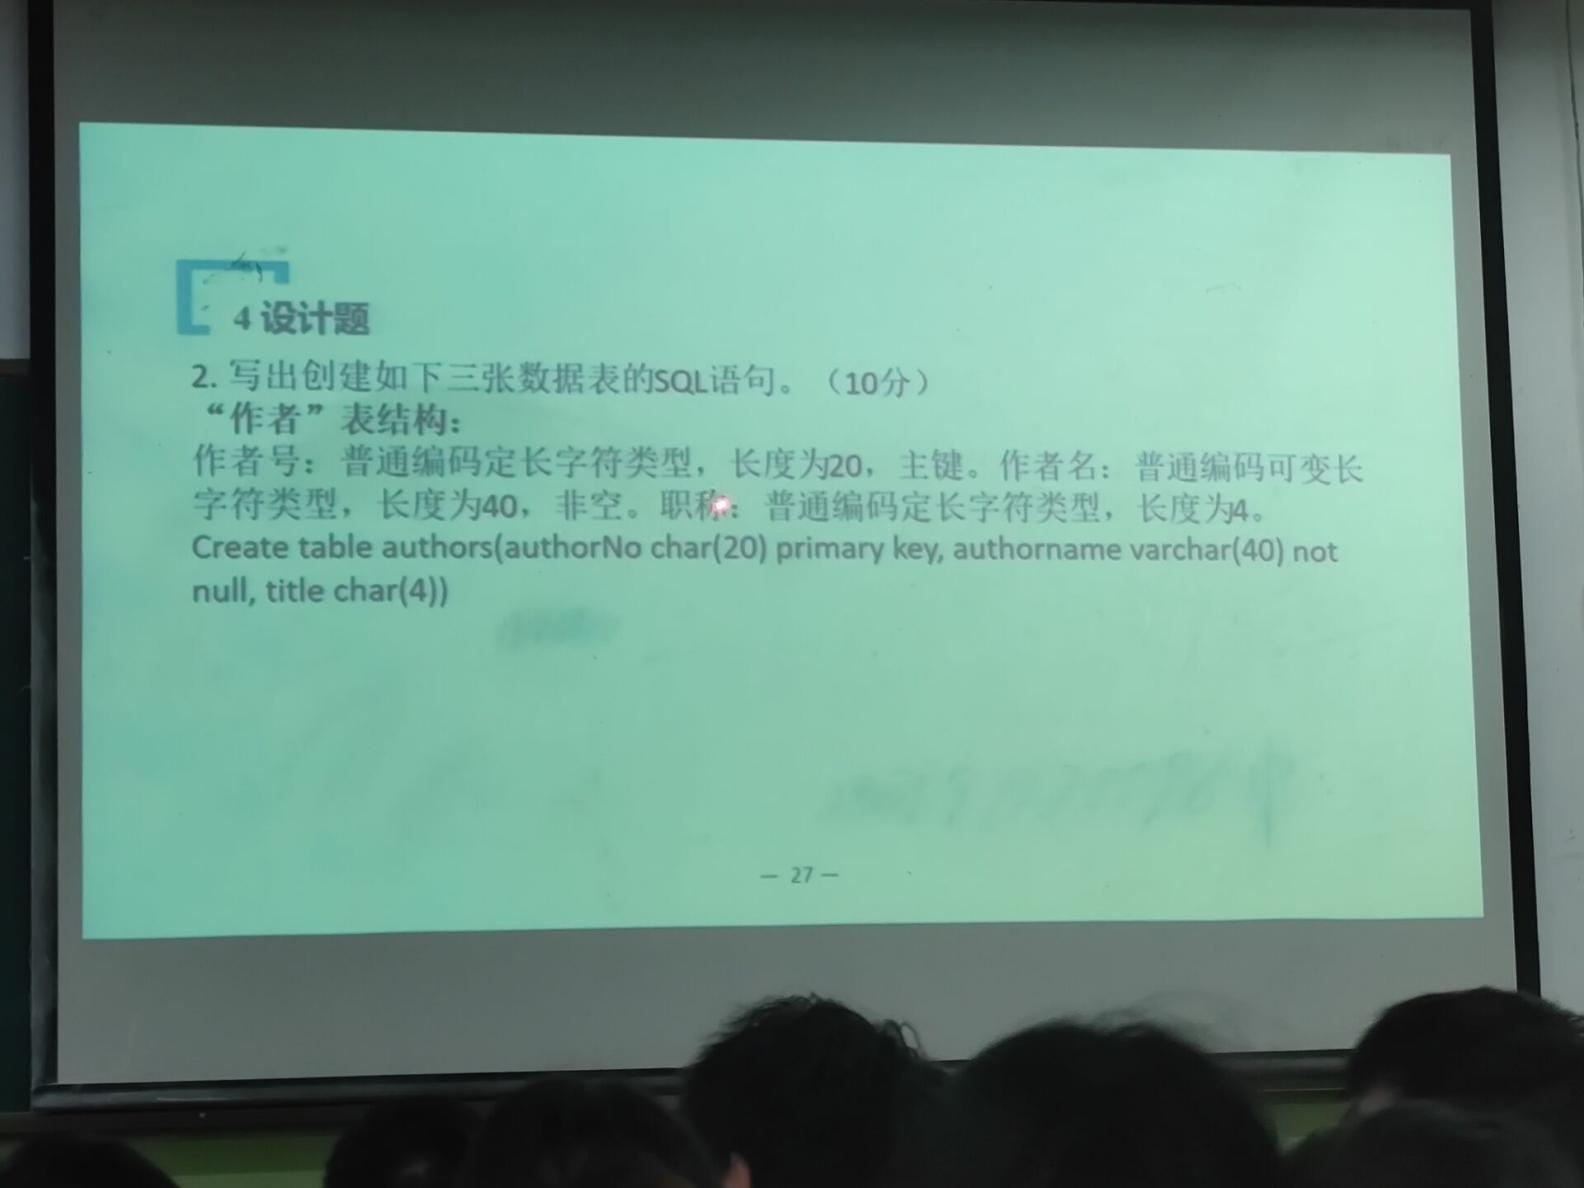 4 设计题
2. 写出创建如下三张数据表的SQL语句。（10分）
“作者”表结构：
作者号：普通编码定长字符类型，长度为20，主键。作者名：普通编码可变长
字符类型，长度为40，非空。职称：普通编码定长字符类型，长度为4。
Create table authors(authorNo char(20) primary key, authorname varchar(40) not
null, title char(4))
— 27 —